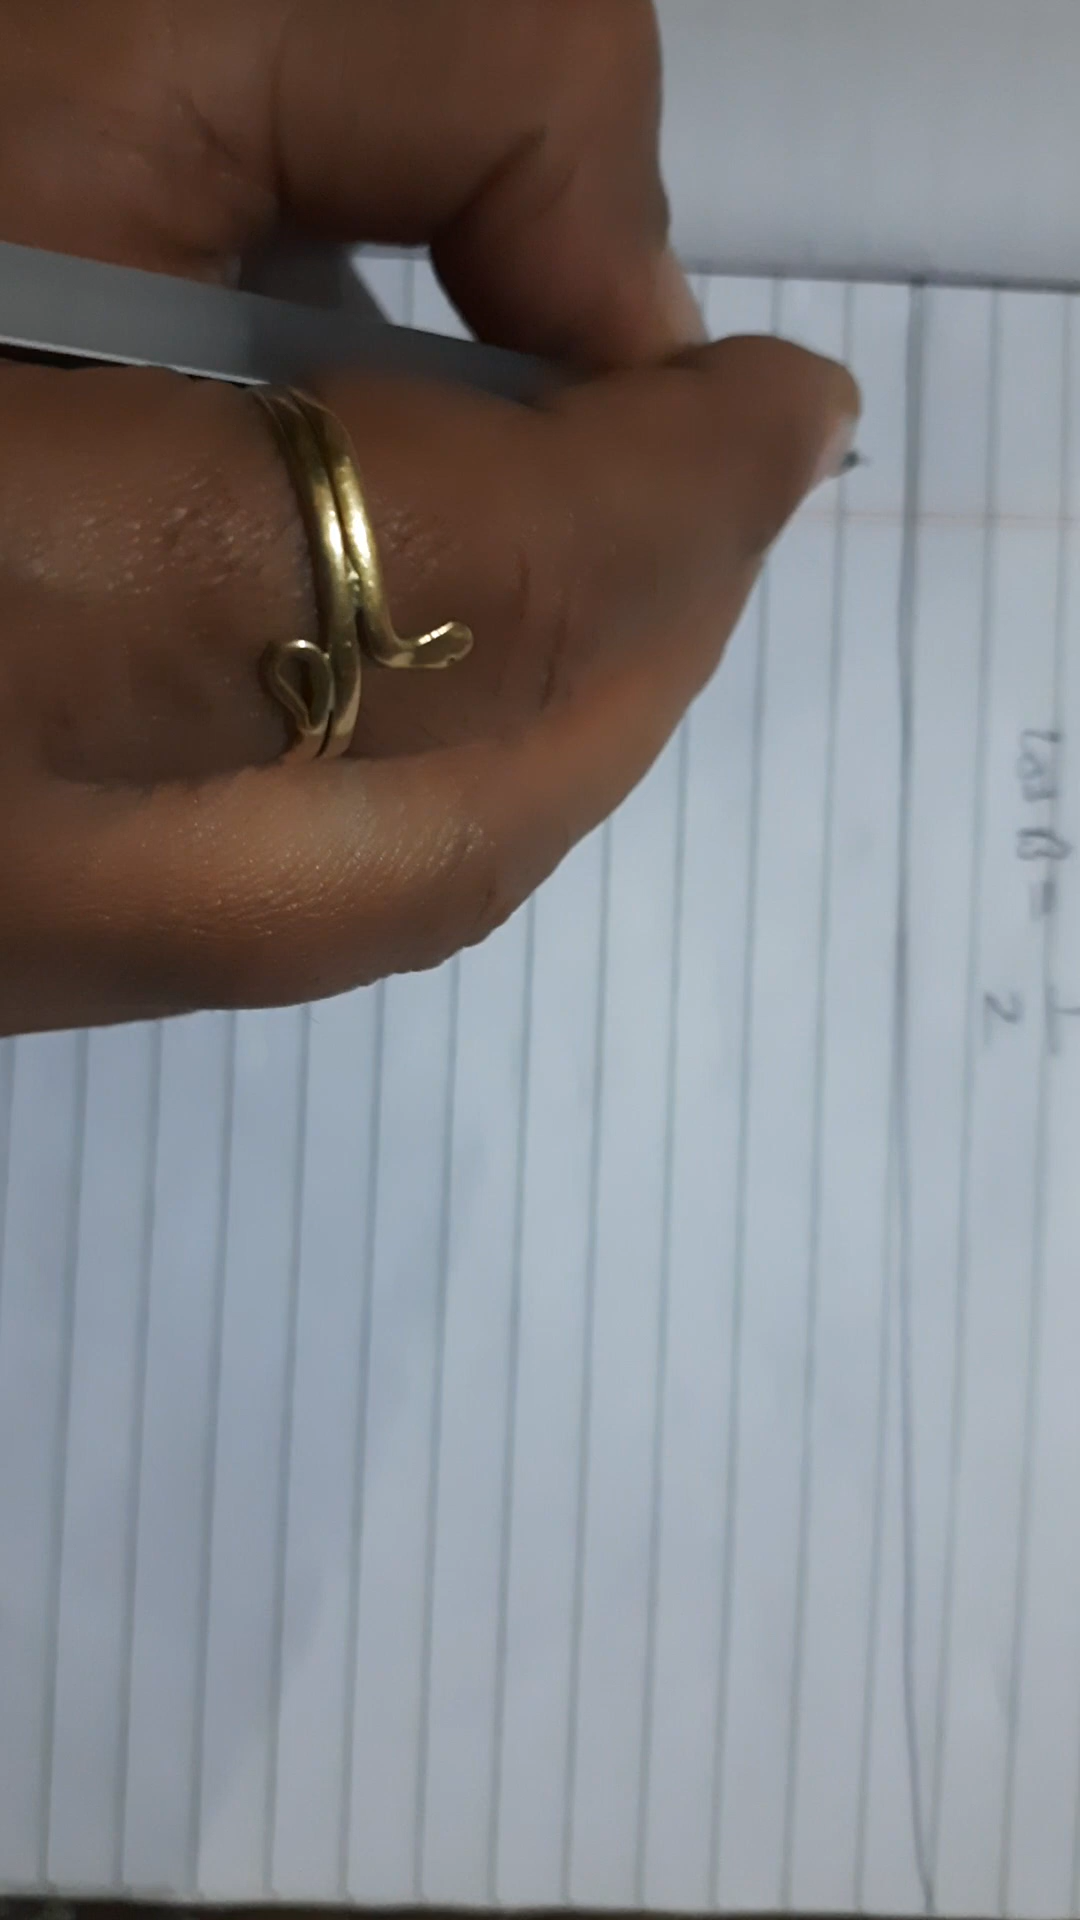 cos β = 1/2